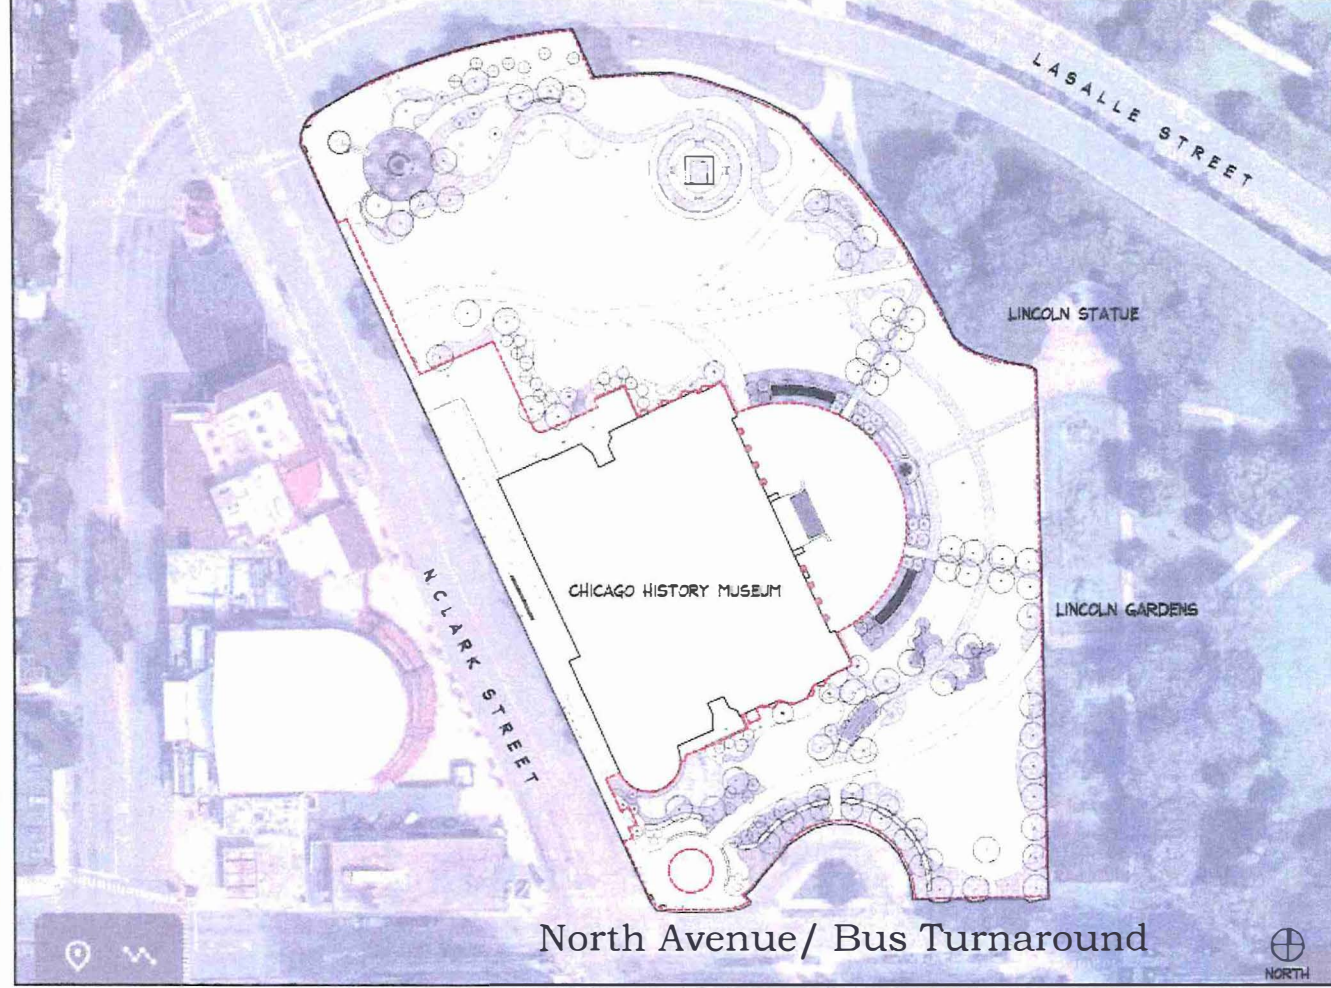 LASALLE STREET
LINCOLN STATUE
CHICAGO HISTORY MUSEUM
LINCOLN GARDENS
N CLARK STREET
North Avenue/ Bus Turnaround
NORTH